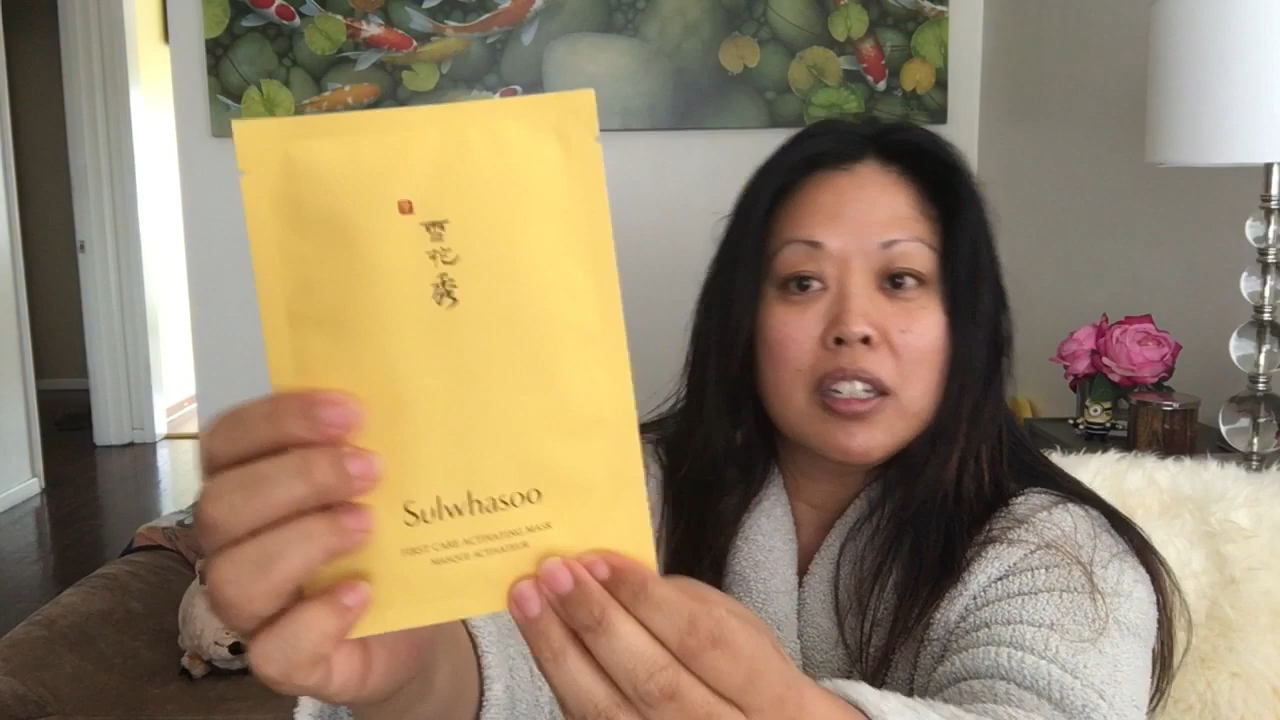 雪花秀
Sulwhasoo
FIRST CARE ACTIVATING MASK
MASQUE ACTIVATEUR